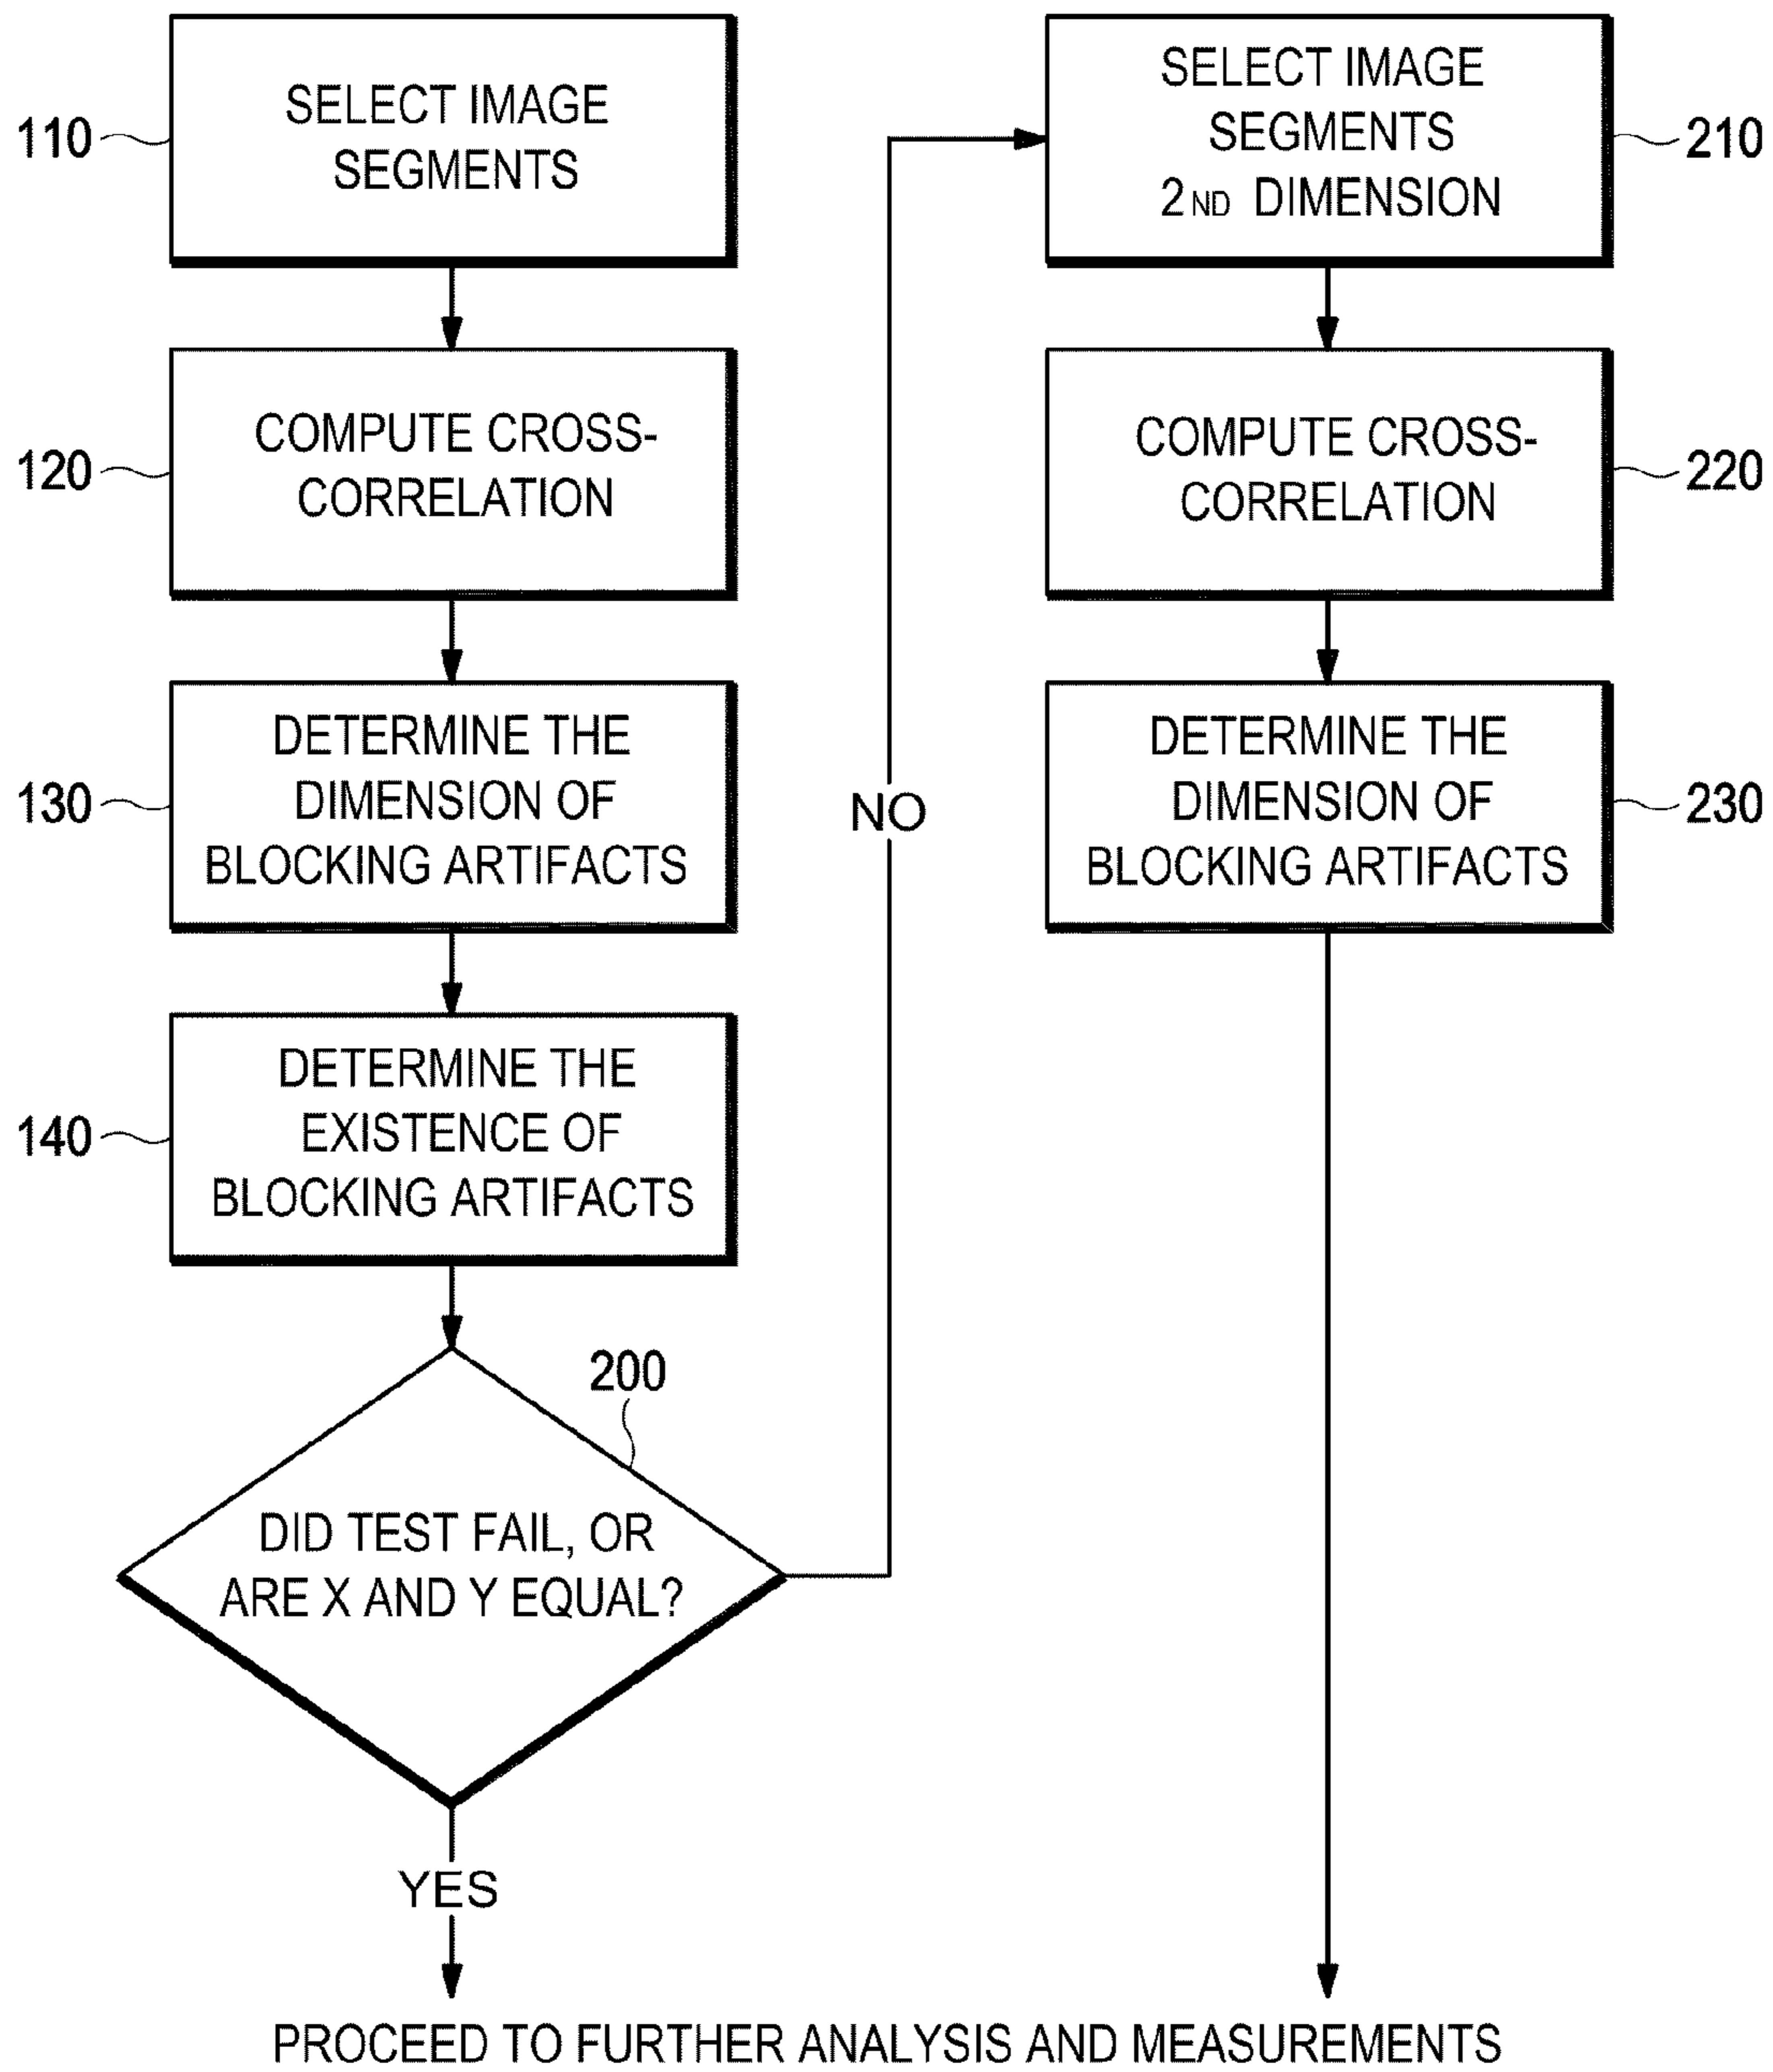 110
SELECT IMAGE
SEGMENTS
120
COMPUTE CROSS-
CORRELATION
130
DETERMINE THE
DIMENSION OF
BLOCKING ARTIFACTS
140
DETERMINE THE
EXISTENCE OF
BLOCKING ARTIFACTS
200
DID TEST FAIL, OR
ARE X AND Y EQUAL?
YES
NO
SELECT IMAGE
SEGMENTS
2ND DIMENSION
210
COMPUTE CROSS-
CORRELATION
220
DETERMINE THE
DIMENSION OF
BLOCKING ARTIFACTS
230
PROCEED TO FURTHER ANALYSIS AND MEASUREMENTS